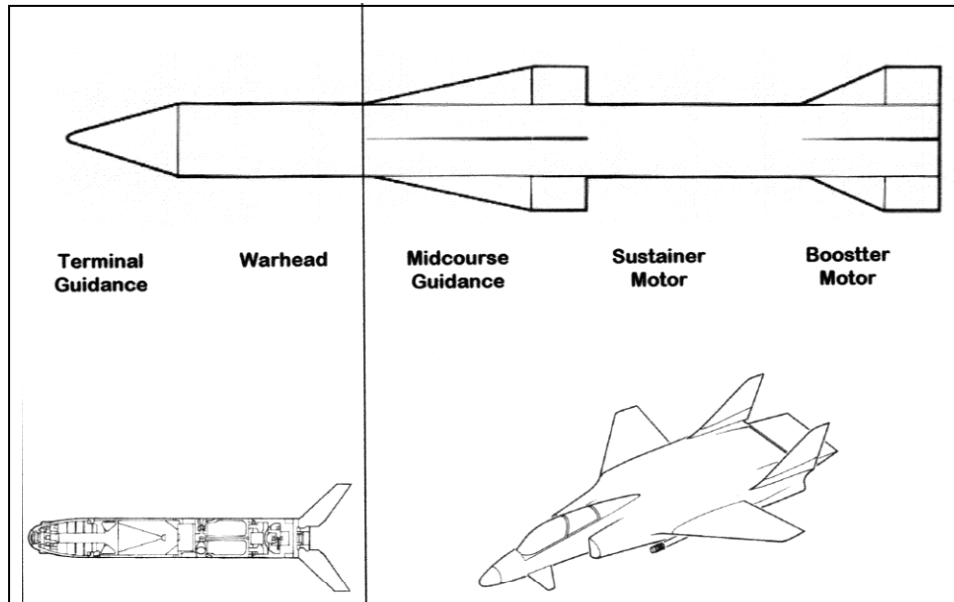 Terminal
Guidance
Warhead
Midcourse
Guidance
Sustainer
Motor
Boostter
Motor